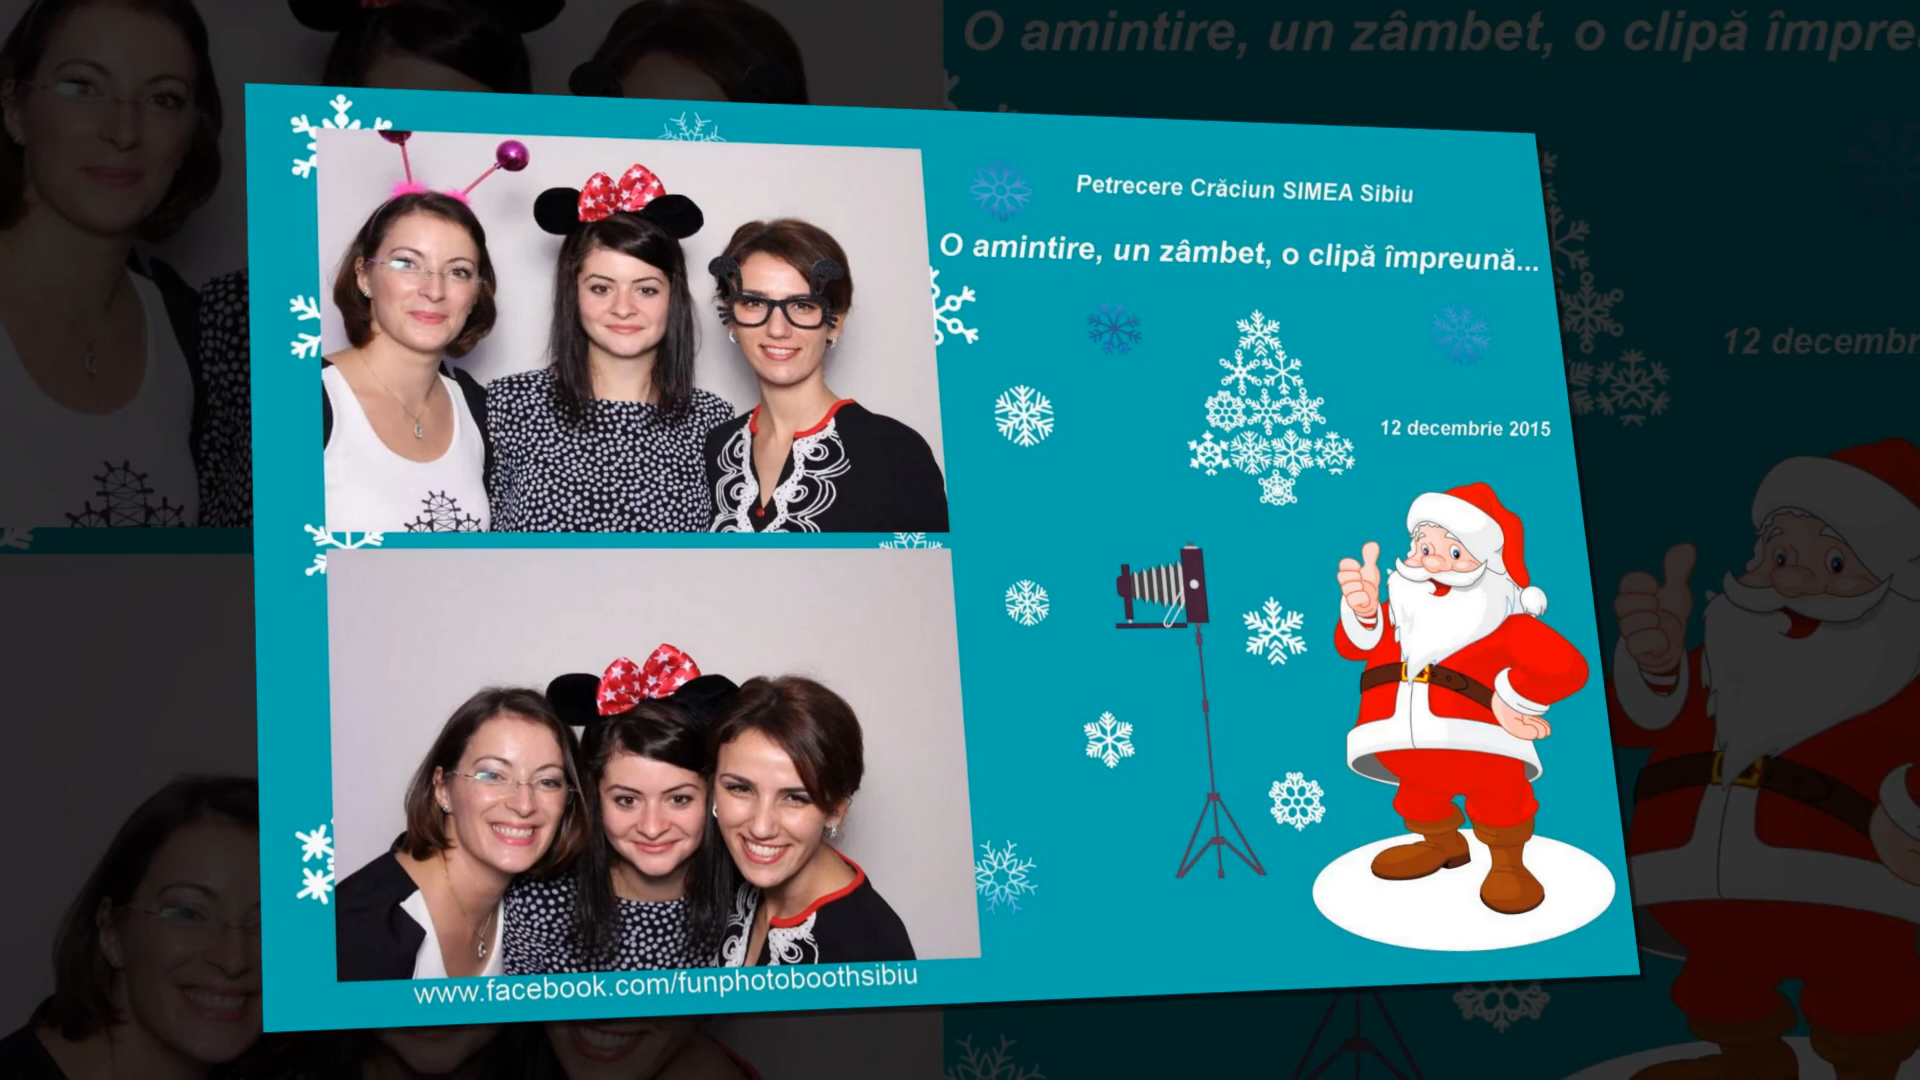 O amintire, un zâmbet, o clipă împreu
Petrecere Crăciun SIMEA Sibiu
O amintire, un zâmbet, o clipă împreună...
12 decembr
12 decembrie 2015
www.facebook.com/funphotoboothsibiu